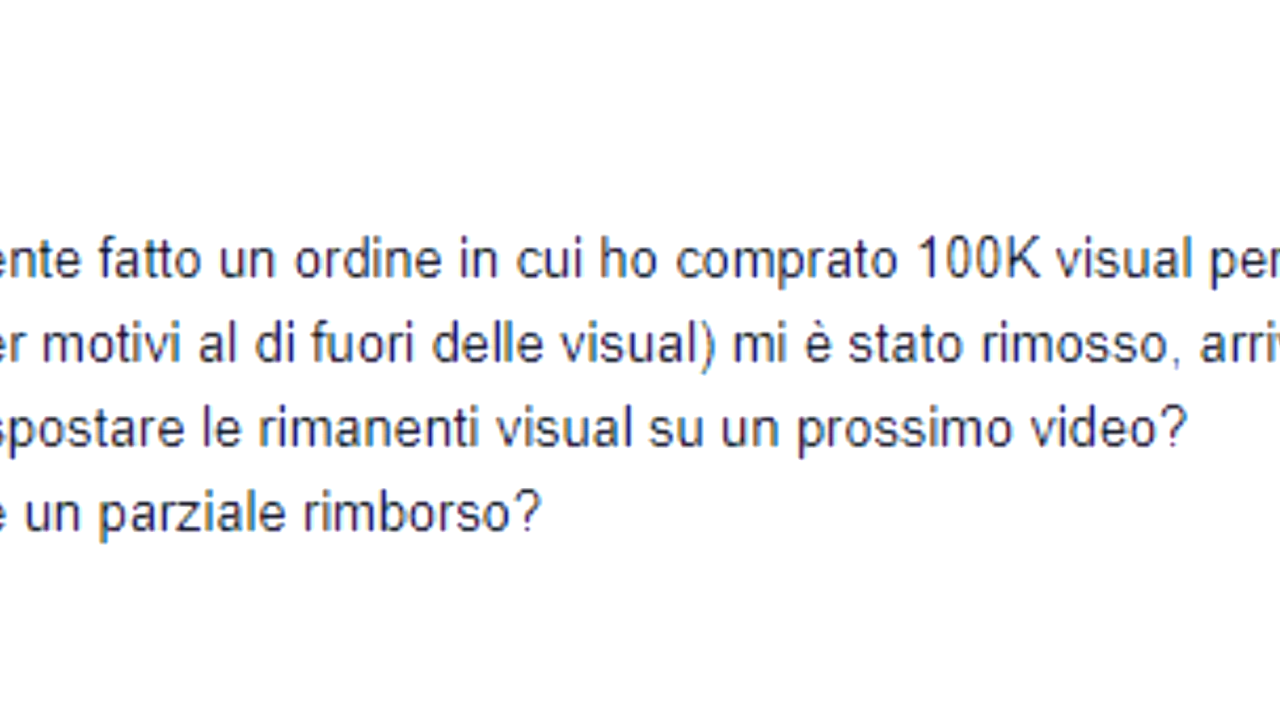 ente fatto un ordine in cui ho comprato 100K visual per
er motivi al di fuori delle visual) mi è stato rimosso, arriv
spostare le rimanenti visual su un prossimo video?
e un parziale rimborso?